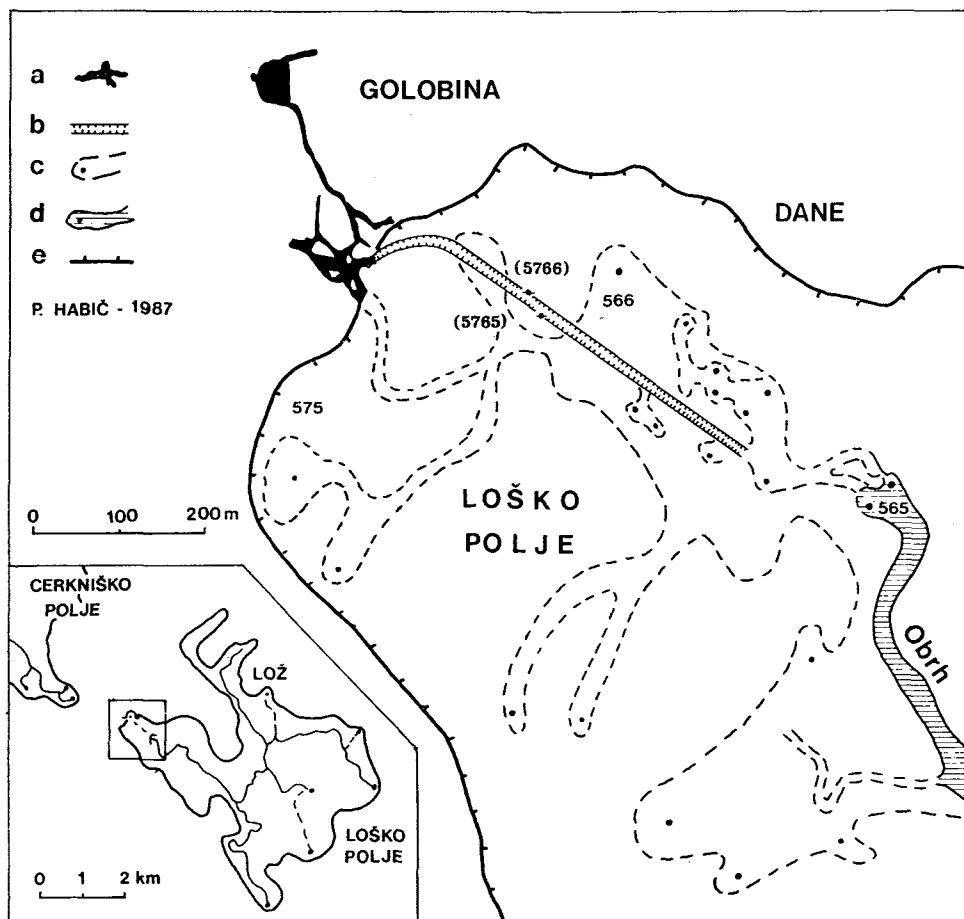 a
GOLOBINA
b
c
d
DANE
e
(5766)
566
P. HABIČ - 1987
(5765)
575
LOŠKO
POLJE
565
0 100 200 m
Obrh
CERKNIŠKO
POLJE
LOŽ
LOŠKO
POLJE
0 1 2 km